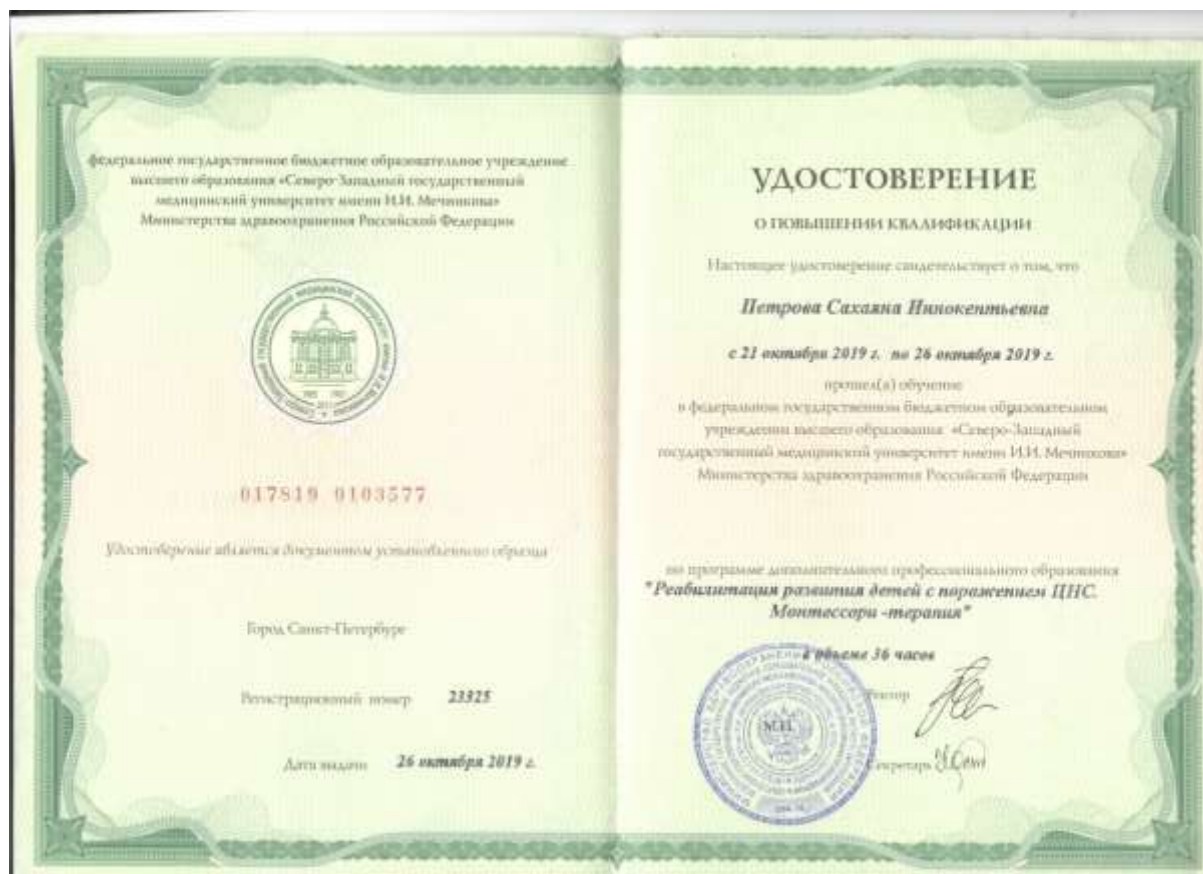 федеральное государственное бюджетное образовательное учреждение
высшего образования «Северо-Западный государственный
медицинский университет имени И.И. Мечникова»
Министерства здравоохранения Российской Федерации
017819 0103577
Удостоверение является документом установленного образца
Город Санкт-Петербург
Регистрационный номер 23325
Дата выдачи 26 октября 2019 г.
УДОСТОВЕРЕНИЕ
О ПОВЫШЕНИИ КВАЛИФИКАЦИИ
Настоящее удостоверение свидетельствует о том, что
Петрова Сахаяна Иннокентьевна
с 21 октября 2019 г. по 26 октября 2019 г.
прошел(а) обучение
в федеральном государственном бюджетном образовательном
учреждении высшего образования «Северо-Западный
государственный медицинский университет имени И.И. Мечникова»
Министерства здравоохранения Российской Федерации
по программе дополнительного профессионального образования
"Реабилитация развития детей с поражением ЦНС.
Монтессори -терапия"
в объеме 36 часов
Ректор
М.П.
Секретарь